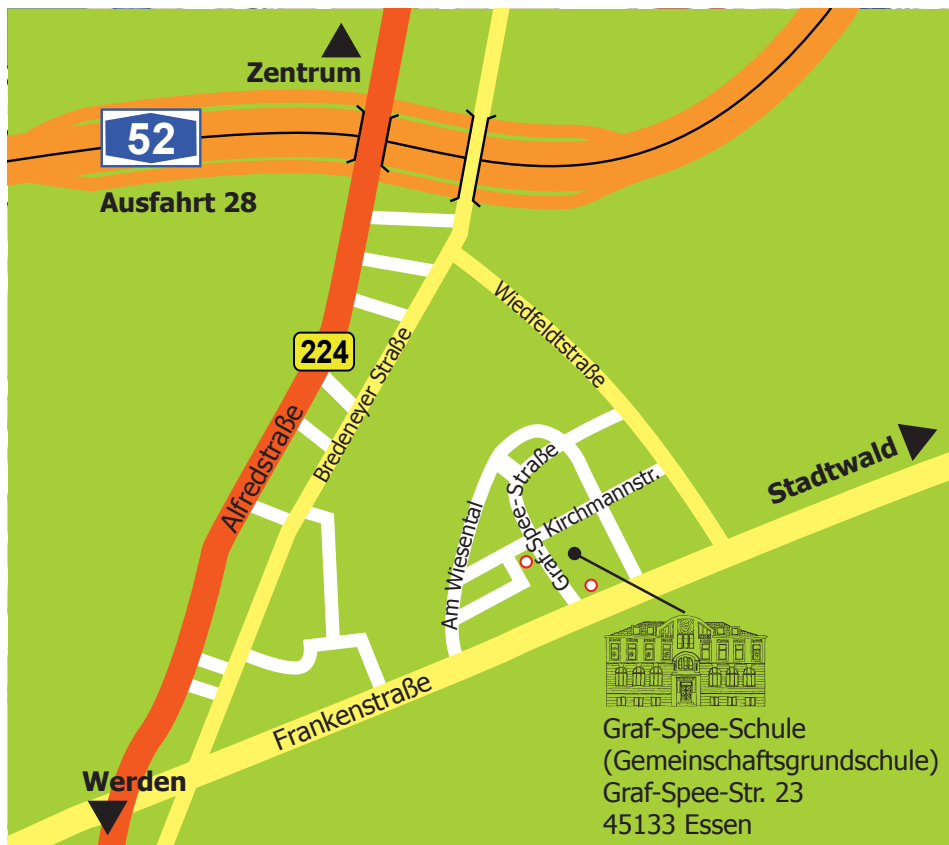 Zentrum
52
Ausfahrt 28
224
Wiedfeldtstraße
Bredeneyer Straße
Alfredstraße
Stadtwald
Graf-Spee-Straße
Kirchmannstr.
Am Wiesental
Frankenstraße
Werden
Graf-Spee-Schule
(Gemeinschaftsgrundschule)
Graf-Spee-Str. 23
45133 Essen